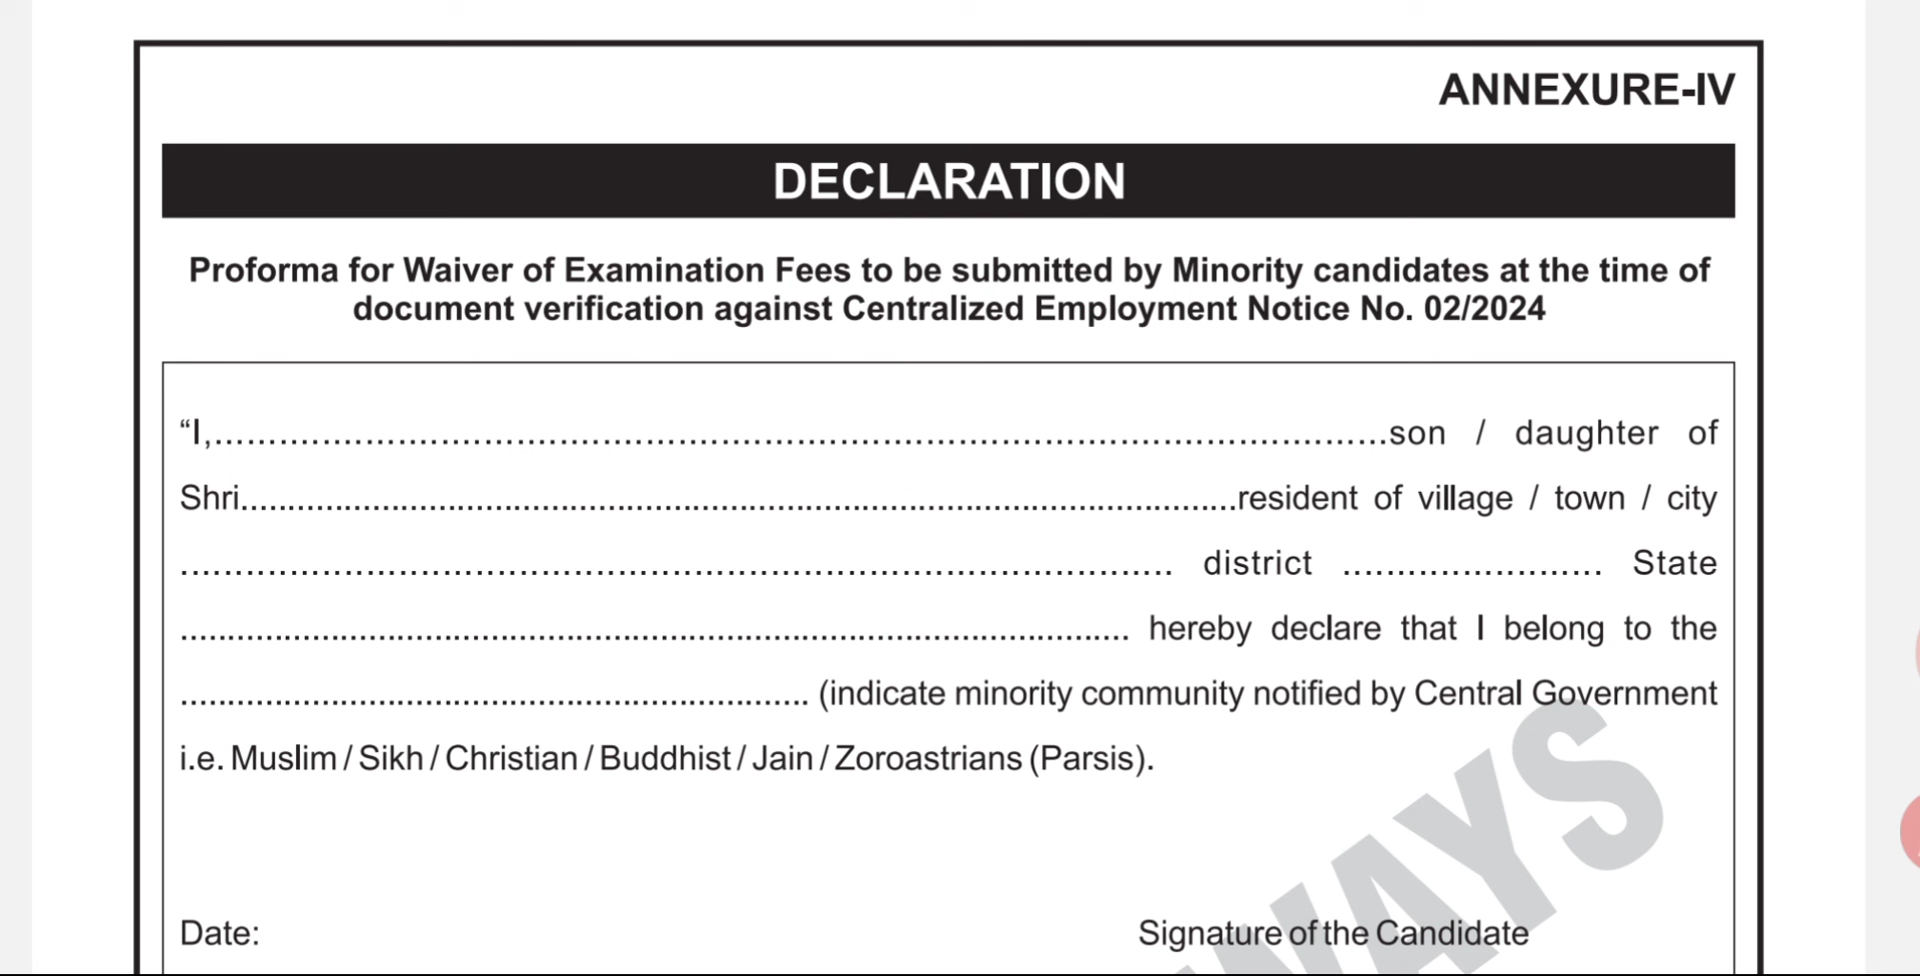 ANNEXURE-IV
DECLARATION
Proforma for Waiver of Examination Fees to be submitted by Minority candidates at the time of
document verification against Centralized Employment Notice No. 02/2024
“I,..............................................................................................son / daughter of
Shri..........................................................................................................resident of village / town / city
................................................................................ district ...................... State
..................................................................................................... hereby declare that I belong to the
................................................................... (indicate minority community notified by Central Government
i.e. Muslim / Sikh / Christian / Buddhist / Jain / Zoroastrians (Parsis).
WAYS
Date: Signature of the Candidate